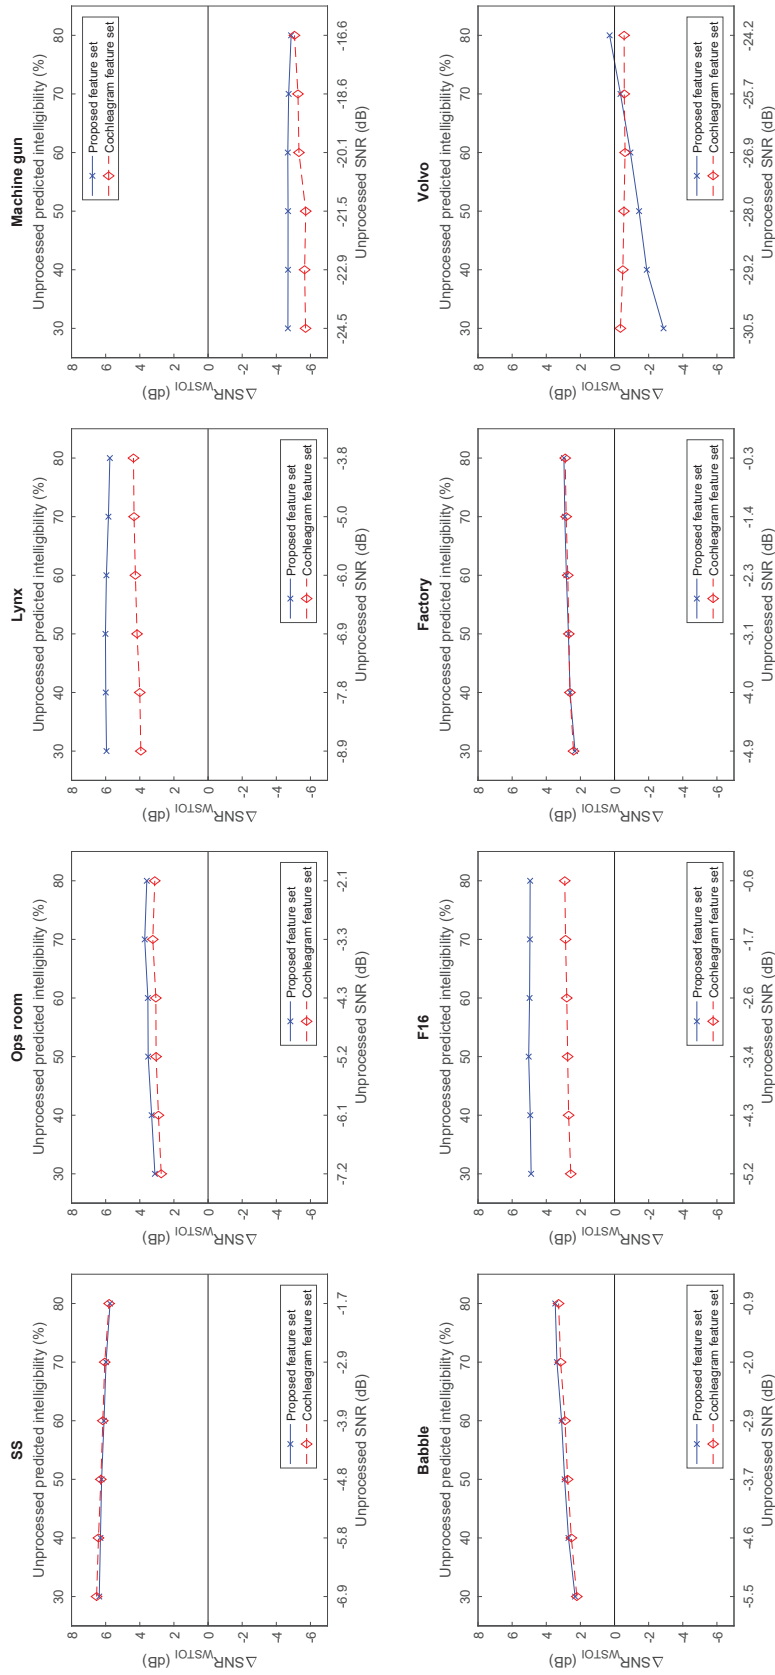 SS
Unprocessed predicted intelligibility (%)
30 40 50 60 70 80
8
6
4
2
0
-2
-4
-6
△SNR_WSTOI (dB)
Proposed feature set
Cochleagram feature set
-6.9 -5.8 -4.8 -3.9 -2.9 -1.7
Unprocessed SNR (dB)
Ops room
Unprocessed predicted intelligibility (%)
30 40 50 60 70 80
8
6
4
2
0
-2
-4
-6
△SNR_WSTOI (dB)
Proposed feature set
Cochleagram feature set
-7.2 -6.1 -5.2 -4.3 -3.3 -2.1
Unprocessed SNR (dB)
Lynx
Unprocessed predicted intelligibility (%)
30 40 50 60 70 80
8
6
4
2
0
-2
-4
-6
△SNR_WSTOI (dB)
Proposed feature set
Cochleagram feature set
-8.9 -7.8 -6.9 -6.0 -5.0 -3.8
Unprocessed SNR (dB)
Machine gun
Unprocessed predicted intelligibility (%)
30 40 50 60 70 80
8
6
4
2
0
-2
-4
-6
△SNR_WSTOI (dB)
Proposed feature set
Cochleagram feature set
-24.5 -22.9 -21.5 -20.1 -18.6 -16.6
Unprocessed SNR (dB)
Babble
Unprocessed predicted intelligibility (%)
30 40 50 60 70 80
8
6
4
2
0
-2
-4
-6
△SNR_WSTOI (dB)
Proposed feature set
Cochleagram feature set
-5.5 -4.6 -3.7 -2.9 -2.0 -0.9
Unprocessed SNR (dB)
F16
Unprocessed predicted intelligibility (%)
30 40 50 60 70 80
8
6
4
2
0
-2
-4
-6
△SNR_WSTOI (dB)
Proposed feature set
Cochleagram feature set
-5.2 -4.3 -3.4 -2.6 -1.7 -0.6
Unprocessed SNR (dB)
Factory
Unprocessed predicted intelligibility (%)
30 40 50 60 70 80
8
6
4
2
0
-2
-4
-6
△SNR_WSTOI (dB)
Proposed feature set
Cochleagram feature set
-4.9 -4.0 -3.1 -2.3 -1.4 -0.3
Unprocessed SNR (dB)
Volvo
Unprocessed predicted intelligibility (%)
30 40 50 60 70 80
8
6
4
2
0
-2
-4
-6
△SNR_WSTOI (dB)
Proposed feature set
Cochleagram feature set
-30.5 -29.2 -28.0 -26.9 -25.7 -24.2
Unprocessed SNR (dB)